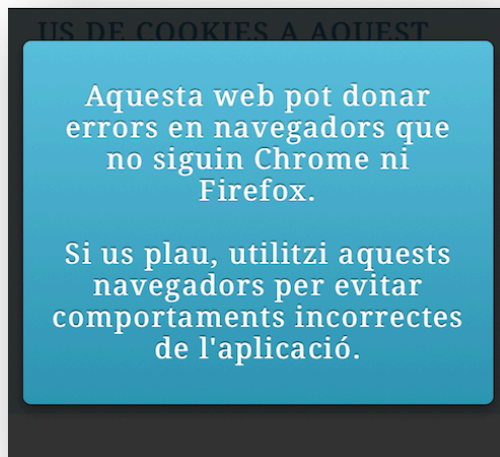 US DE COOKIES A AQUEST
Aquesta web pot donar
errors en navegadors que
no siguin Chrome ni
Firefox.
Si us plau, utilitzi aquests
navegadors per evitar
comportaments incorrectes
de l'aplicació.